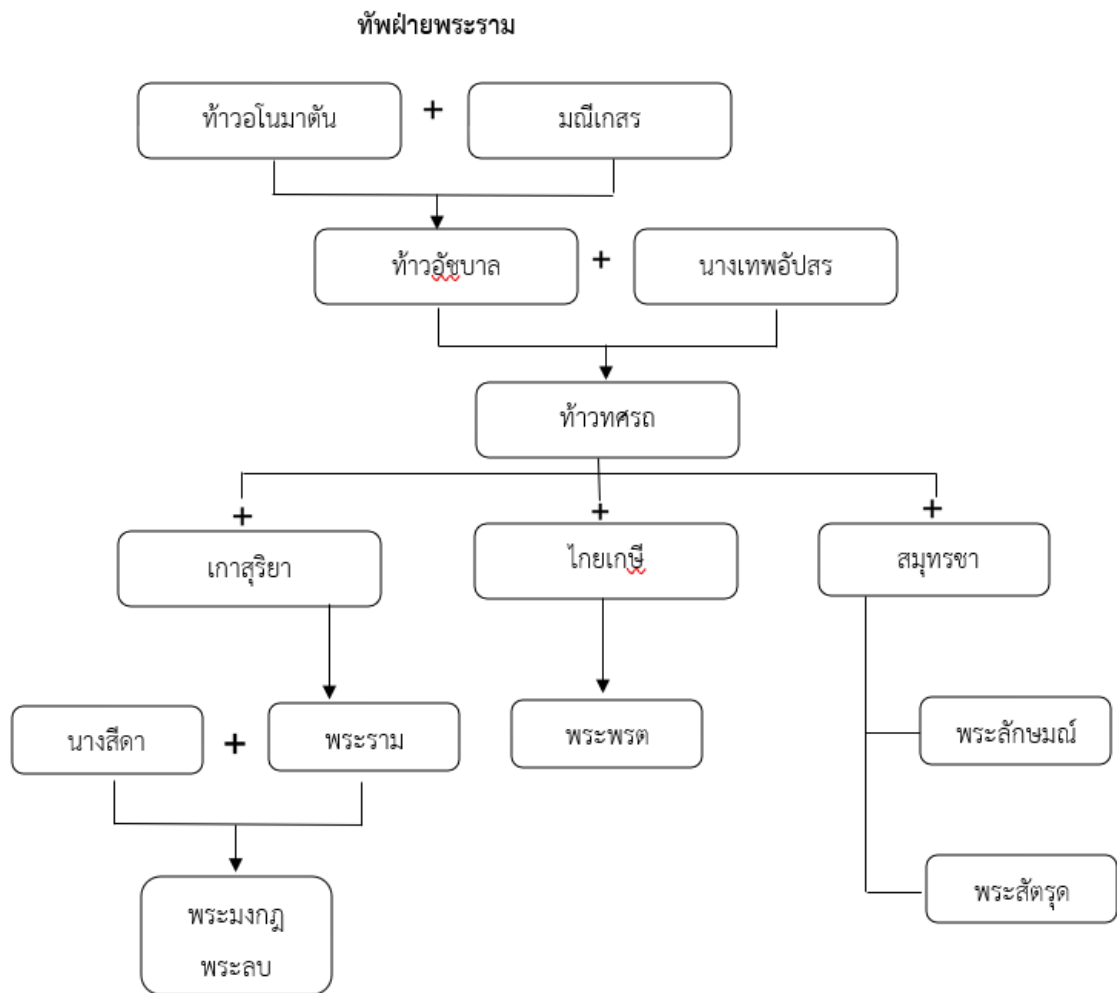 ทัพฝ่ายพระราม
ท้าวอโนมาตัน + มณีเกสร
ท้าวอัชบาล + นางเทพอัปสร
ท้าวทศรถ
+ + +
เกาสุริยา ไกยเกษี สมุทรชา
พระลักษมณ์
นางสีดา + พระราม พระพรต
พระสัตรุด
พระมงกฎ
พระลบ